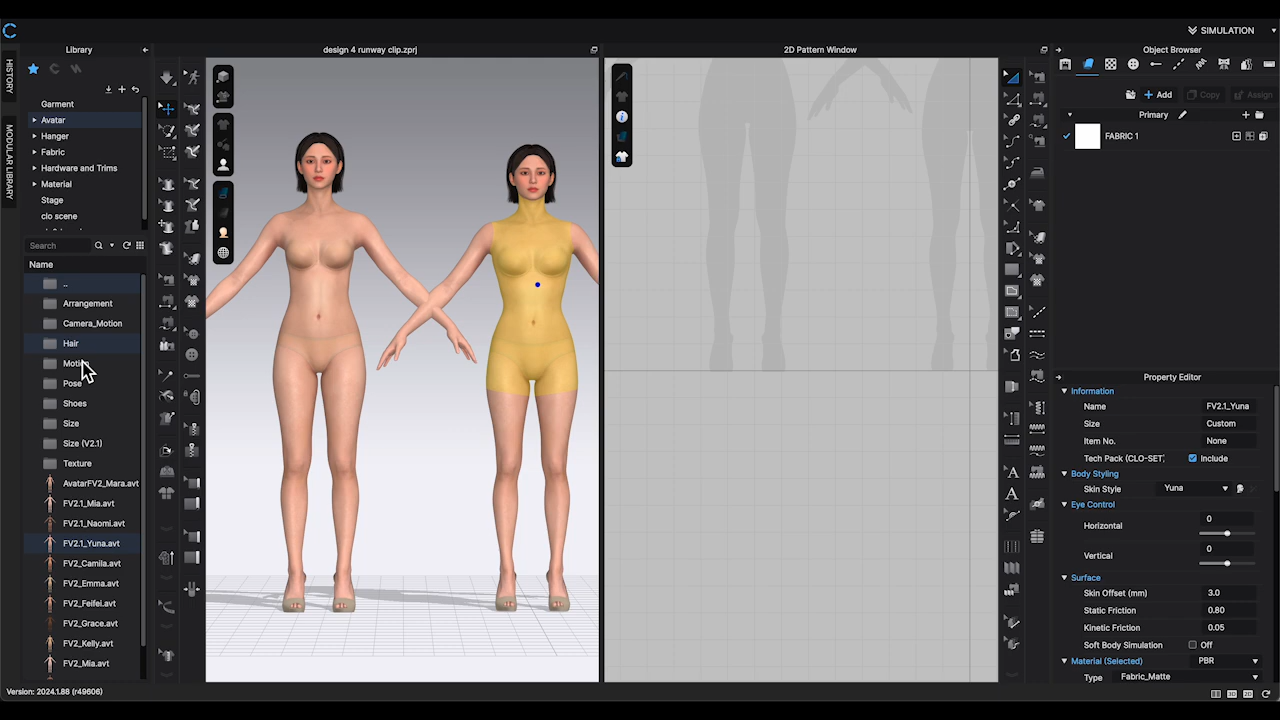 SIMULATION
Library
design 4 runway clip.zprj
2D Pattern Window
Object Browser
HISTORY
MODULAR LIBRARY
Garment
Avatar
Hanger
Fabric
Hardware and Trims
Material
Stage
clo scene
Search
Name
..
Arrangement
Camera_Motion
Hair
Motion
Pose
Shoes
Size
Size (V2.1)
Texture
AvatarFV2_Mara.avt
FV2.1_Mia.avt
FV2.1_Naomi.avt
FV2.1_Yuna.avt
FV2_Camila.avt
FV2_Emma.avt
FV2_Feifei.avt
FV2_Grace.avt
FV2_Kelly.avt
FV2_Mia.avt
Add
Copy
Assign
Primary
FABRIC 1
Property Editor
Information
Name FV2.1_Yuna
Size Custom
Item No. None
Tech Pack (CLO-SET) Include
Body Styling
Skin Style Yuna
Eye Control
Horizontal 0
Vertical 0
Surface
Skin Offset (mm) 3.0
Static Friction 0.80
Kinetic Friction 0.05
Soft Body Simulation Off
Material (Selected) PBR
Type Fabric_Matte
Version: 2024.1.88 (r49606)